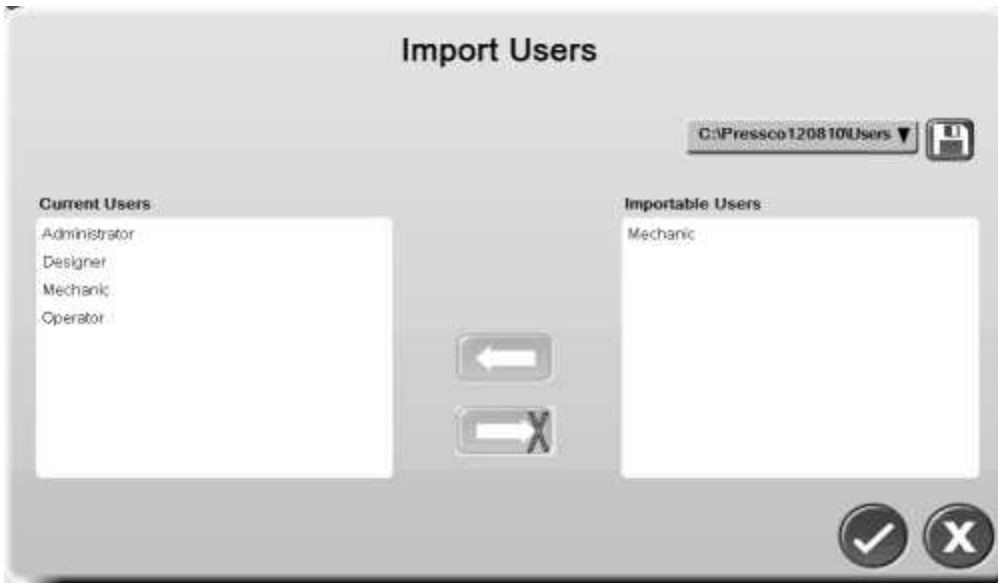 Import Users
C:\Pressco120810\Users
Current Users
Administrator
Designer
Mechanic
Operator
Importable Users
Mechanic